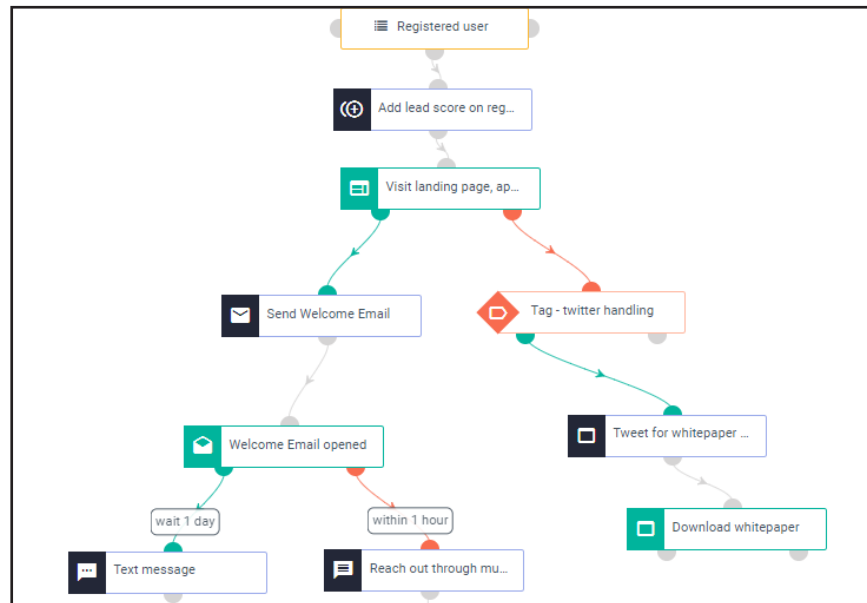 Registered user
Add lead score on reg...
Visit landing page, ap...
Send Welcome Email
Tag - twitter handling
Welcome Email opened
Tweet for whitepaper ...
wait 1 day
within 1 hour
Download whitepaper
Text message
Reach out through mu...